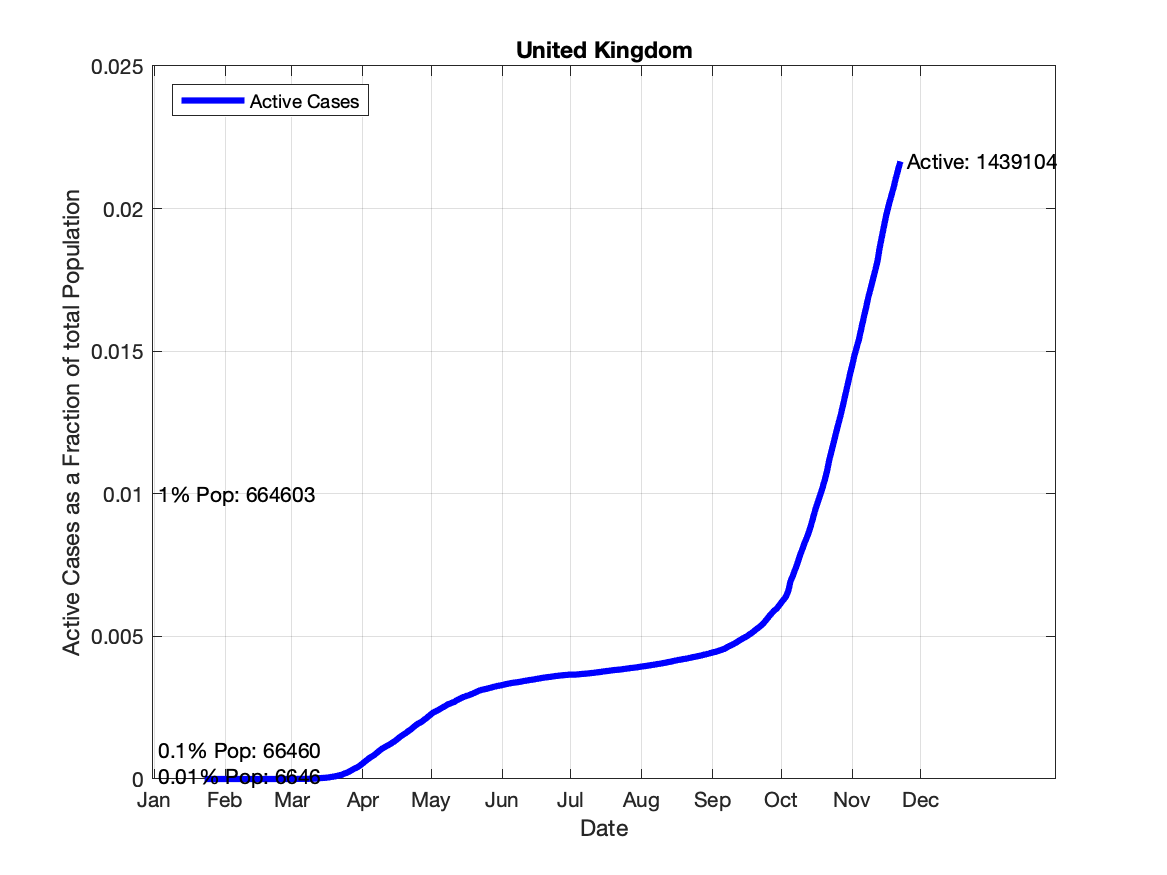 United Kingdom
0.025
Active Cases
Active: 1439104
0.02
0.015
Active Cases as a Fraction of total Population
0.01
1% Pop: 664603
0.005
0.1% Pop: 66460
0
0.01% Pop: 6646
Jan Feb Mar Apr May Jun Jul Aug Sep Oct Nov Dec
Date